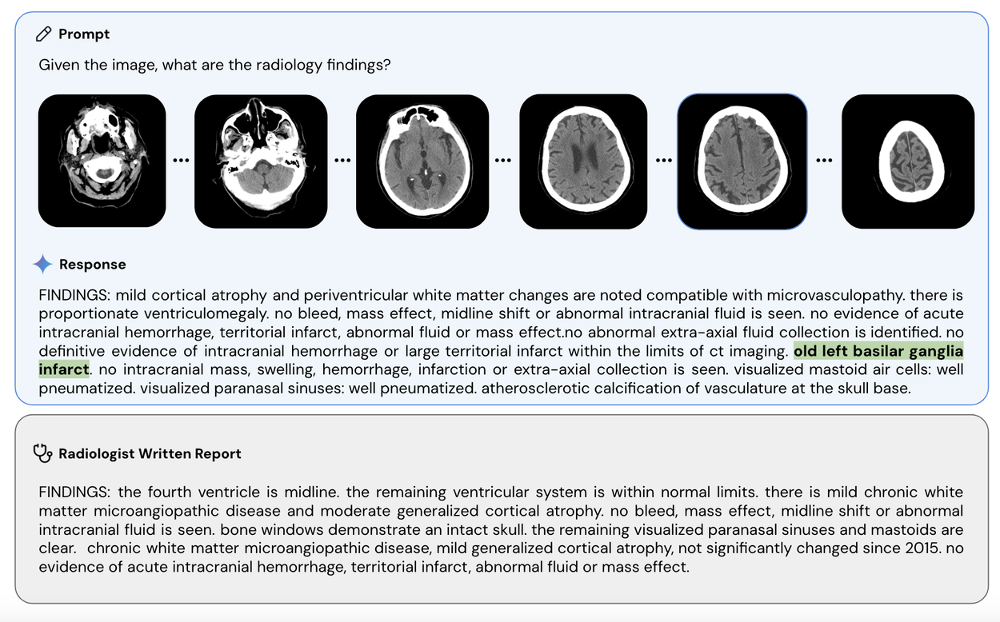 Prompt
Given the image, what are the radiology findings?
Response
FINDINGS: mild cortical atrophy and periventricular white matter changes are noted compatible with microvasculopathy. there is
proportionate ventriculomegaly. no bleed, mass effect, midline shift or abnormal intracranial fluid is seen. no evidence of acute
intracranial hemorrhage, territorial infarct, abnormal fluid or mass effect.no abnormal extra-axial fluid collection is identified. no
definitive evidence of intracranial hemorrhage or large territorial infarct within the limits of ct imaging. old left basilar ganglia
infarct. no intracranial mass, swelling, hemorrhage, infarction or extra-axial collection is seen. visualized mastoid air cells: well
pneumatized. visualized paranasal sinuses: well pneumatized. atherosclerotic calcification of vasculature at the skull base.
Radiologist Written Report
FINDINGS: the fourth ventricle is midline. the remaining ventricular system is within normal limits. there is mild chronic white
matter microangiopathic disease and moderate generalized cortical atrophy. no bleed, mass effect, midline shift or abnormal
intracranial fluid is seen. bone windows demonstrate an intact skull. the remaining visualized paranasal sinuses and mastoids are
clear. chronic white matter microangiopathic disease, mild generalized cortical atrophy, not significantly changed since 2015. no
evidence of acute intracranial hemorrhage, territorial infarct, abnormal fluid or mass effect.